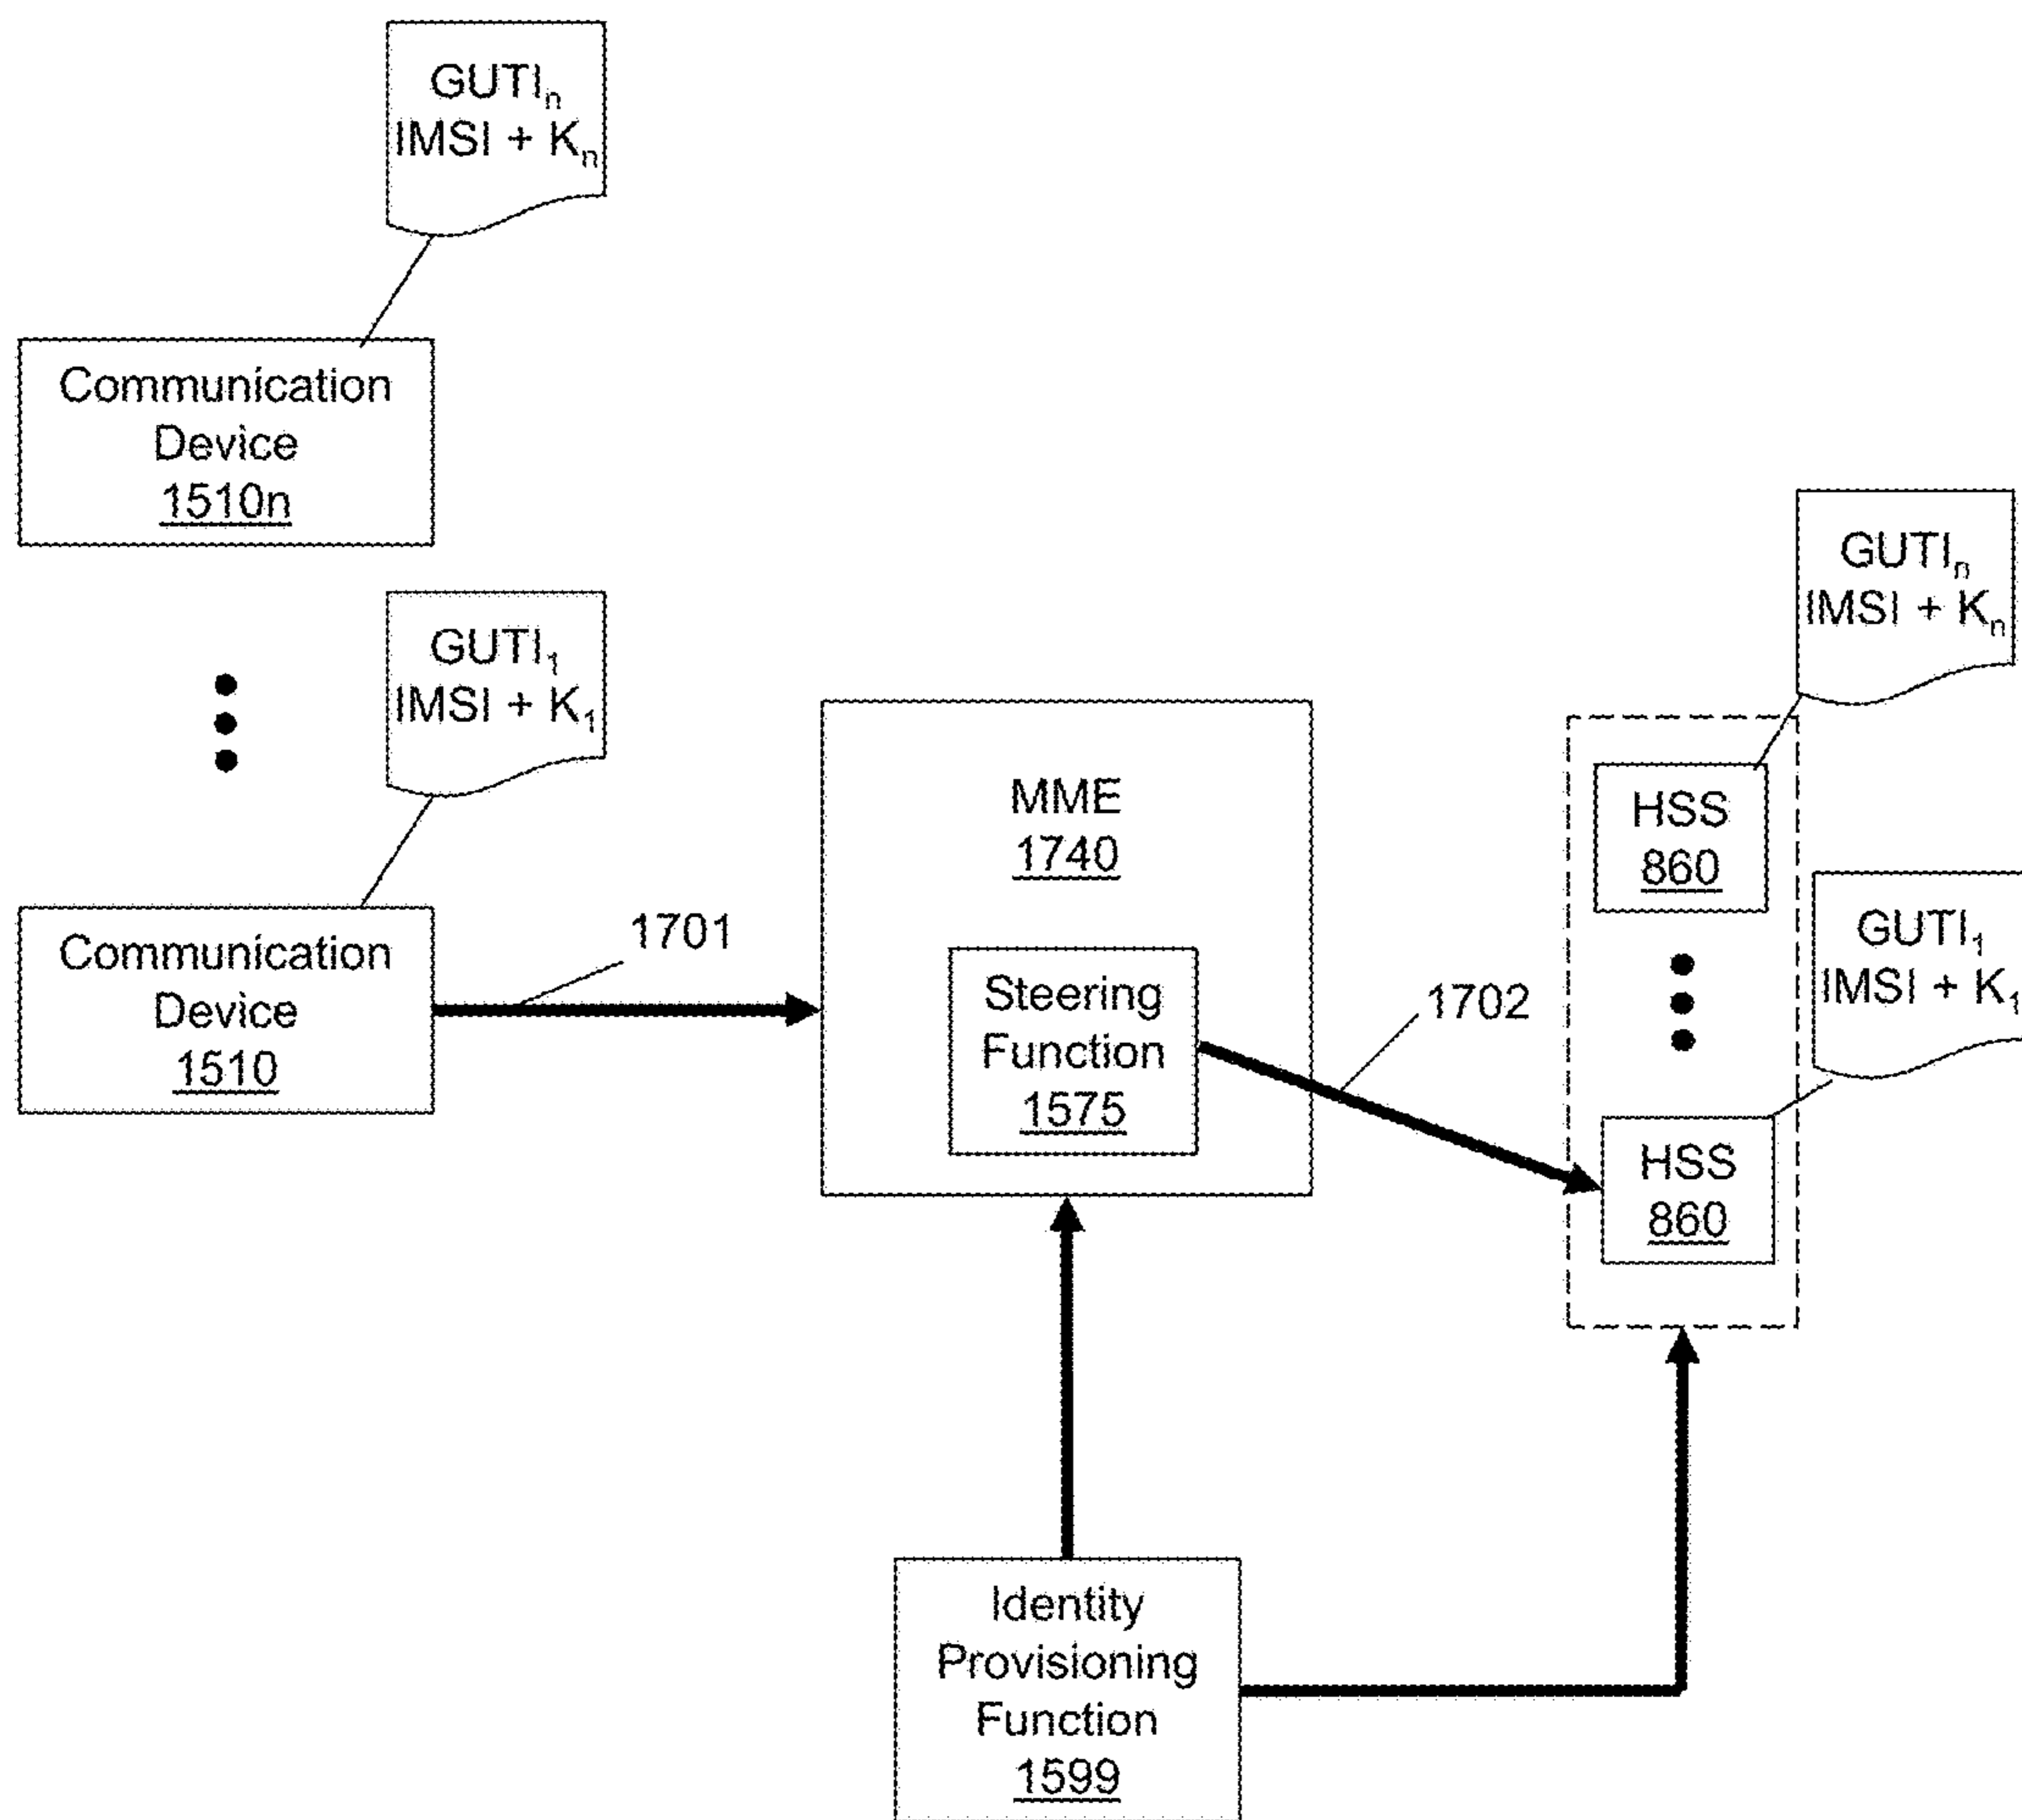 GUTIn
IMSI + Kn
Communication
Device
1510n
GUTI1
IMSI + K1
Communication
Device
1510
1701
MME
1740
Steering
Function
1575
1702
GUTIn
IMSI + Kn
HSS
860
GUTI1
IMSI + K1
HSS
860
Identity
Provisioning
Function
1599